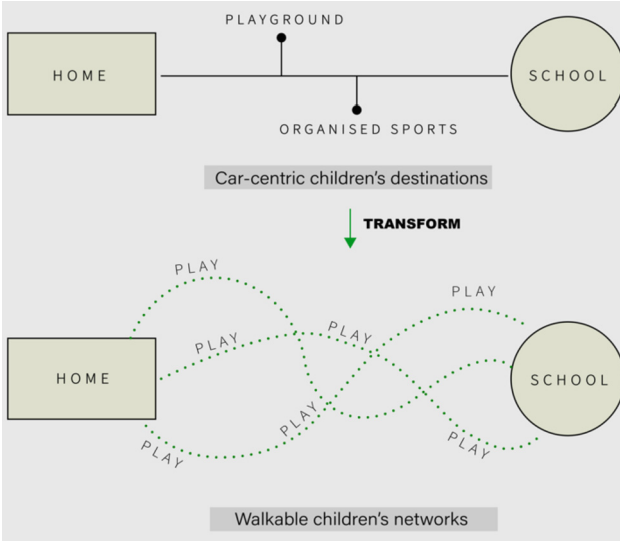 PLAYGROUND
HOME
SCHOOL
ORGANISED SPORTS
Car-centric children's destinations
TRANSFORM
PLAY
PLAY
PLAY
PLAY
HOME
SCHOOL
PLAY
PLAY
PLAY
Walkable children's networks